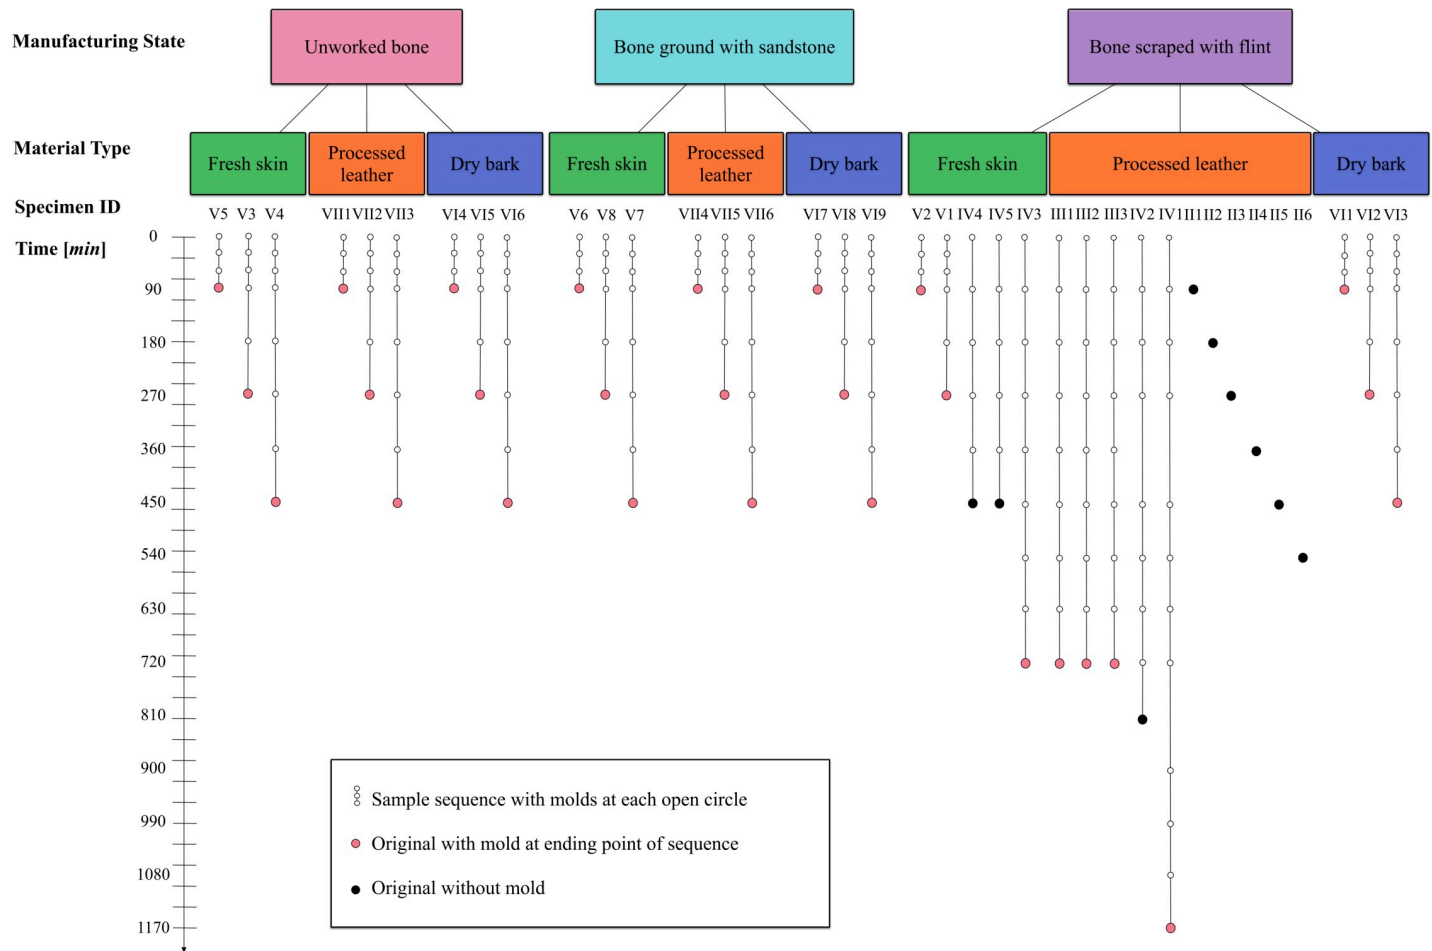 Manufacturing State
Unworked bone
Bone ground with sandstone
Bone scraped with flint
Material Type
Fresh skin
Processed
leather
Dry bark
Fresh skin
Processed
leather
Dry bark
Fresh skin
Processed leather
Dry bark
Specimen ID
V5 V3 V4 VII1 VII2 VII3 VI4 VI5 VI6 V6 V8 V7 VII4 VII5 VII6 VI7 VI8 VI9 V2 V1 IV4 IV5 IV3 III1 III2 III3 IV2 IV1 II1 II2 II3 II4 II5 II6 VI1 VI2 VI3
Time [min]
0
90
180
270
360
450
540
630
720
810
900
990
1080
1170
Sample sequence with molds at each open circle
Original with mold at ending point of sequence
Original without mold